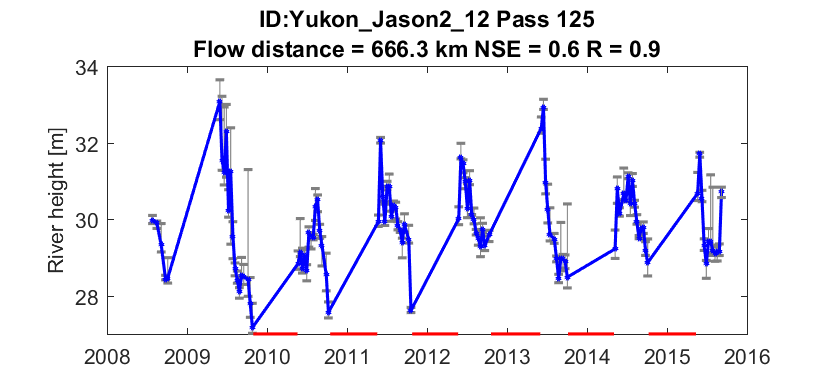 ID:Yukon_Jason2_12 Pass 125
Flow distance = 666.3 km NSE = 0.6 R = 0.9
River height [m]
34
32
30
28
2008 2009 2010 2011 2012 2013 2014 2015 2016